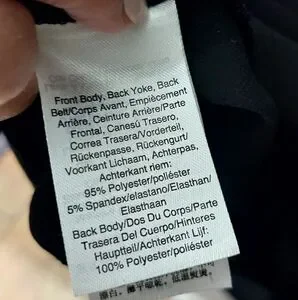 Front Body, Back Yoke, Back
Belt/Corps Avant, Empiècement
Arrière, Ceinture Arrière/Parte
Frontal, Canesú Trasero,
Correa Trasera/Vorderteil,
Rückenpasse, Rückengurt/
Voorkant Lichaam, Achterpas,
Achterkant riem:
95% Polyester/poliéster
5% Spandex/elastano/Elasthan/
Elasthaan
Back Body/Dos Du Corps/Parte
Trasera Del Cuerpo/Hinteres
Hauptteil/Achterkant Lijf:
100% Polyester/poliéster